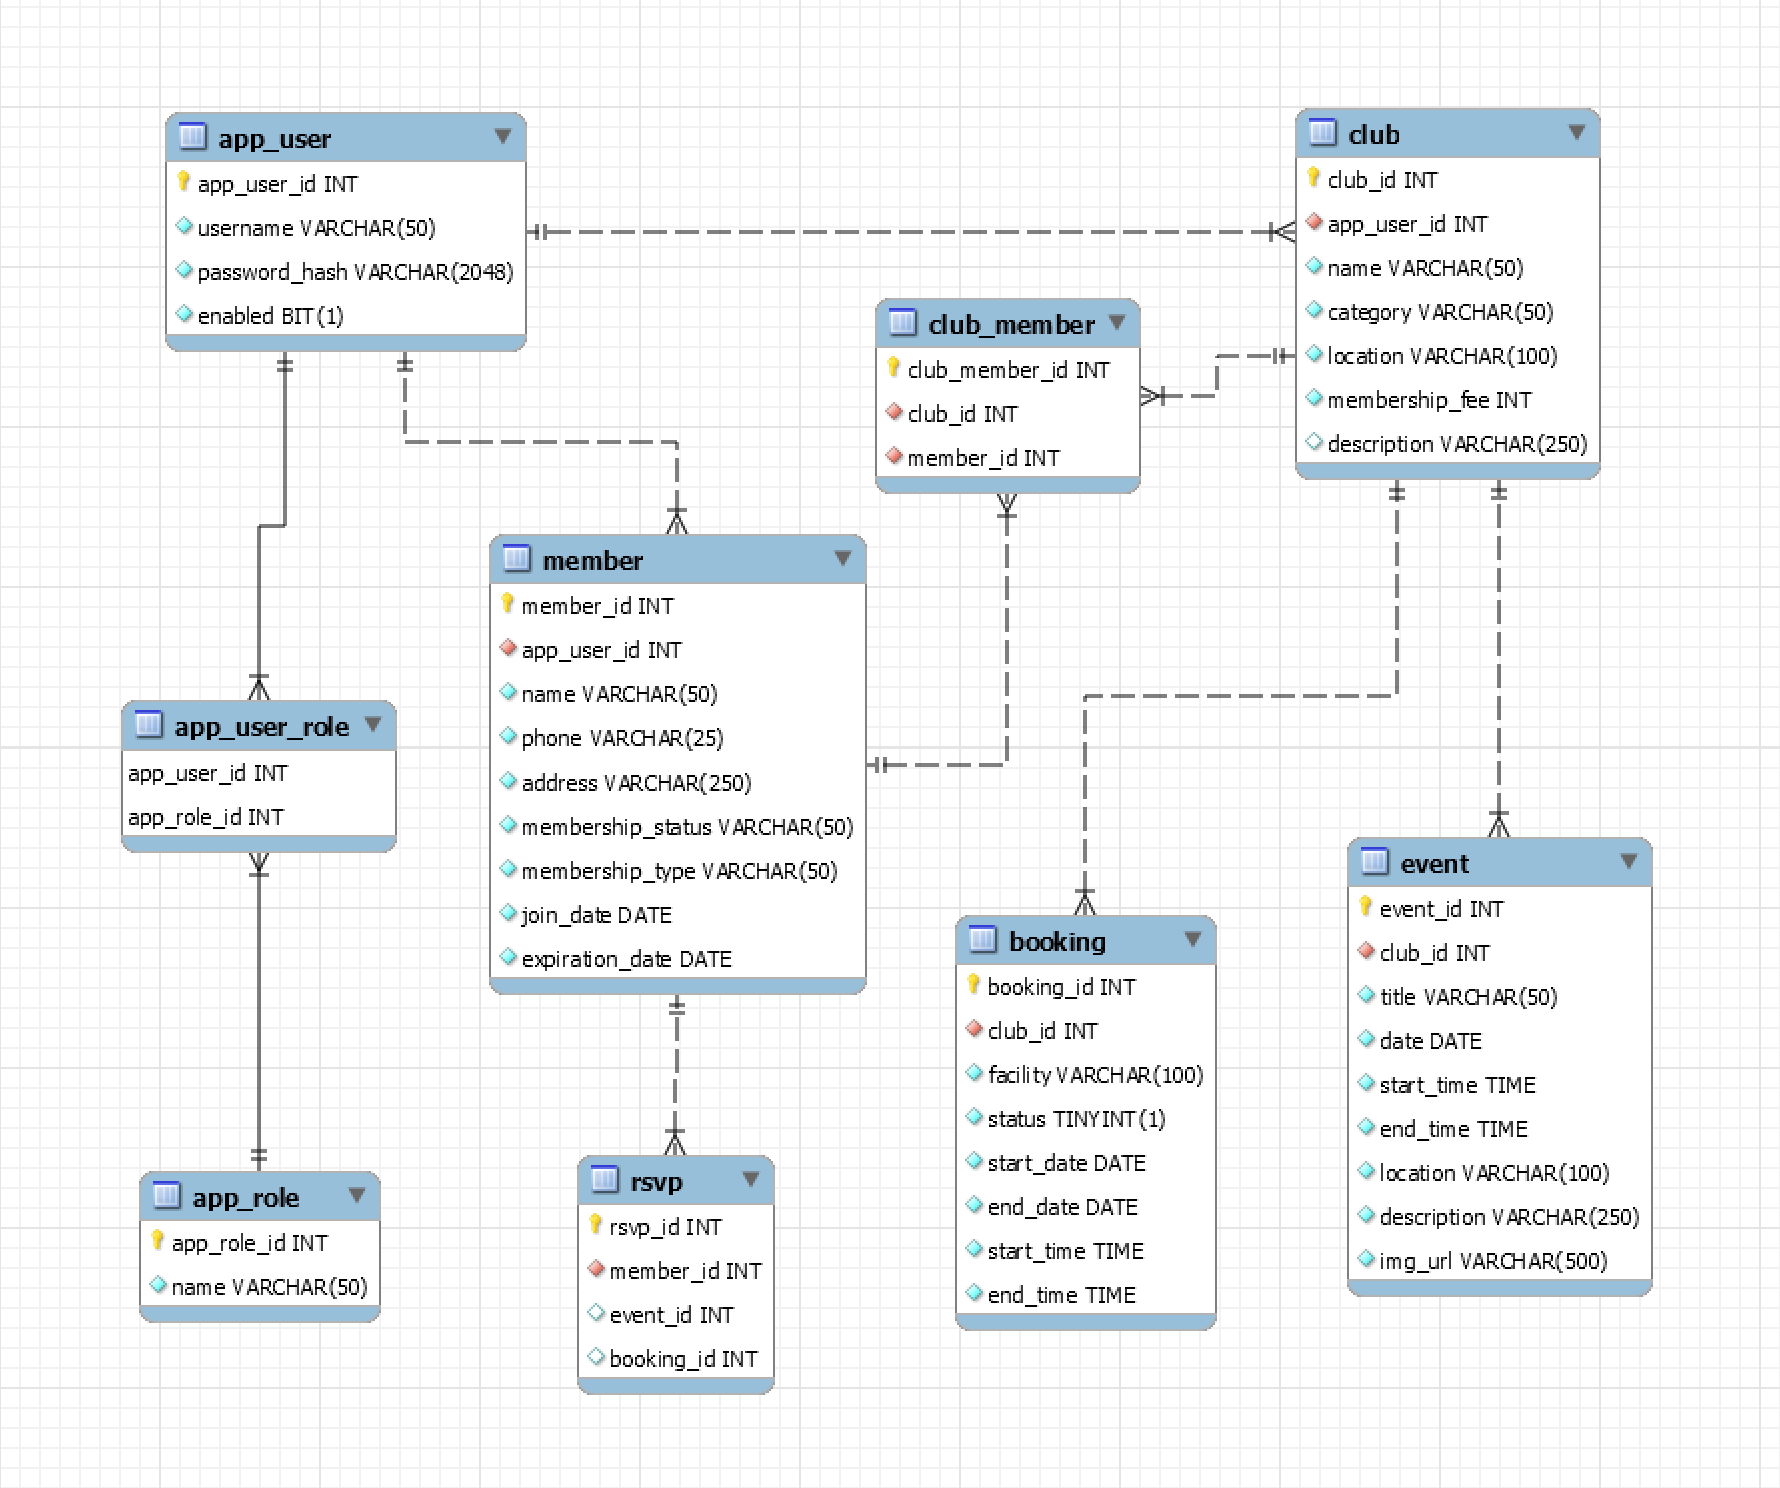 app_user
app_user_id INT
username VARCHAR(50)
password_hash VARCHAR(2048)
enabled BIT(1)
club
club_id INT
app_user_id INT
name VARCHAR(50)
category VARCHAR(50)
location VARCHAR(100)
membership_fee INT
description VARCHAR(250)
club_member
club_member_id INT
club_id INT
member_id INT
member
member_id INT
app_user_id INT
name VARCHAR(50)
phone VARCHAR(25)
address VARCHAR(250)
membership_status VARCHAR(50)
membership_type VARCHAR(50)
join_date DATE
expiration_date DATE
app_user_role
app_user_id INT
app_role_id INT
event
event_id INT
club_id INT
title VARCHAR(50)
date DATE
start_time TIME
end_time TIME
location VARCHAR(100)
description VARCHAR(250)
img_url VARCHAR(500)
booking
booking_id INT
club_id INT
facility VARCHAR(100)
status TINYINT(1)
start_date DATE
end_date DATE
start_time TIME
end_time TIME
app_role
app_role_id INT
name VARCHAR(50)
rsvp
rsvp_id INT
member_id INT
event_id INT
booking_id INT